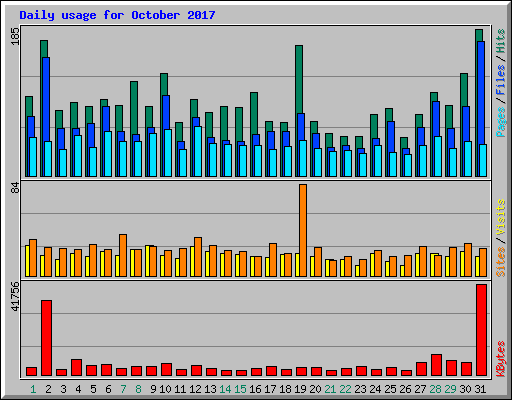 Daily usage for October 2017
185
Pages / Files / Hits
84
Sites / Visits
41756
KBytes
1 2 3 4 5 6 7 8 9 10 11 12 13 14 15 16 17 18 19 20 21 22 23 24 25 26 27 28 29 30 31